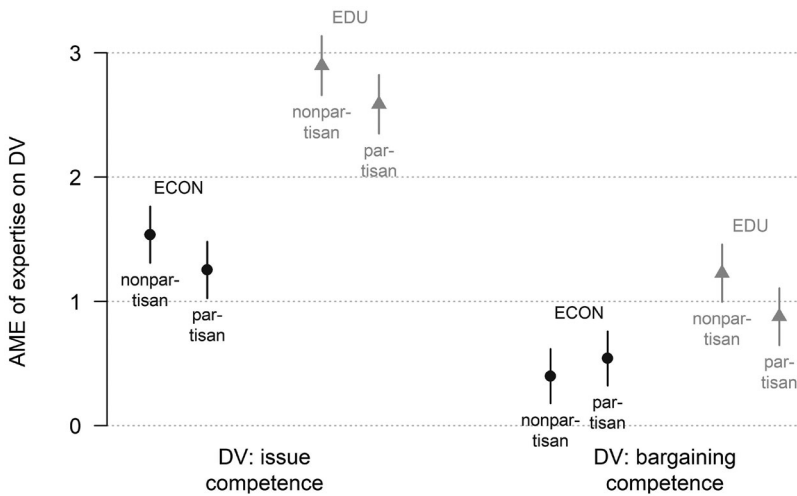 AME of expertise on DV
3
2
1
0
EDU
nonpar-
tisan
par-
tisan
ECON
nonpar-
tisan
par-
tisan
EDU
nonpar-
tisan
par-
tisan
ECON
nonpar-
tisan
par-
tisan
DV: issue
competence
DV: bargaining
competence